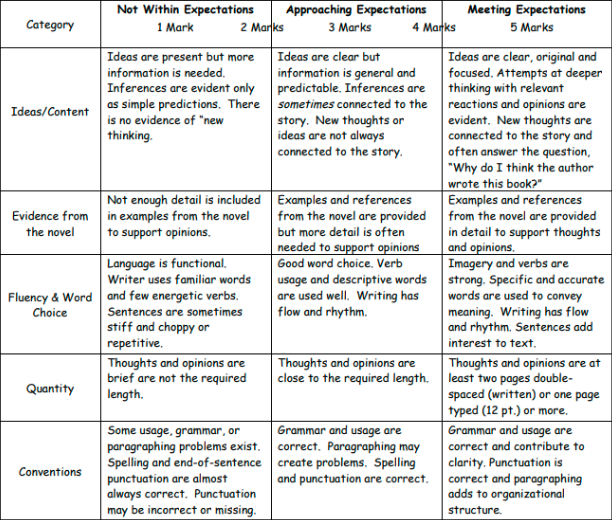 Category
Not Within Expectations
1 Mark 2 Marks
Approaching Expectations
3 Marks 4 Marks
Meeting Expectations
5 Marks
Ideas/Content
Ideas are present but more
information is needed.
Inferences are evident only
as simple predictions. There
is no evidence of “new
thinking.
Ideas are clear but
information is general and
predictable. Inferences are
sometimes connected to the
story. New thoughts or
ideas are not always
connected to the story.
Ideas are clear, original and
focused. Attempts at deeper
thinking with relevant
reactions and opinions are
evident. New thoughts are
connected to the story and
often answer the question,
“Why do I think the author
wrote this book?”
Evidence from
the novel
Not enough detail is included
in examples from the novel
to support opinions.
Examples and references
from the novel are provided
but more detail is often
needed to support opinions
Examples and references
from the novel are provided
in detail to support thoughts
and opinions.
Fluency & Word
Choice
Language is functional.
Writer uses familiar words
and few energetic verbs.
Sentences are sometimes
stiff and choppy or
repetitive.
Good word choice. Verb
usage and descriptive words
are used well. Writing has
flow and rhythm.
Imagery and verbs are
strong. Specific and accurate
words are used to convey
meaning. Writing has flow
and rhythm. Sentences add
interest to text.
Quantity
Thoughts and opinions are
brief are not the required
length.
Thoughts and opinions are
close to the required length.
Thoughts and opinions are at
least two pages double-
spaced (written) or one page
typed (12 pt.) or more.
Conventions
Some usage, grammar, or
paragraphing problems exist.
Spelling and end-of-sentence
punctuation are almost
always correct. Punctuation
may be incorrect or missing.
Grammar and usage are
correct. Paragraphing may
create problems. Spelling
and punctuation are correct.
Grammar and usage are
correct and contribute to
clarity. Punctuation is
correct and paragraphing
adds to organizational
structure.